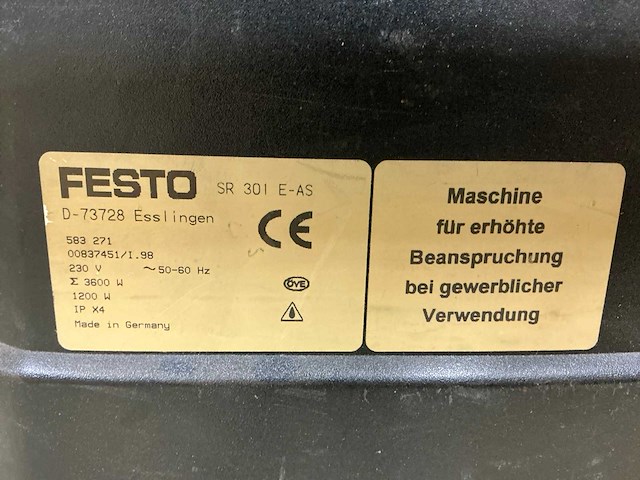 FESTO SR 301 E-AS
D-73728 Esslingen
CE
583 271
00837451/I.98
230 V ~50-60 Hz
Σ 3600 W
1200 W
IP X4
Made in Germany
ÖVE
Maschine
für erhöhte
Beanspruchung
bei gewerblicher
Verwendung